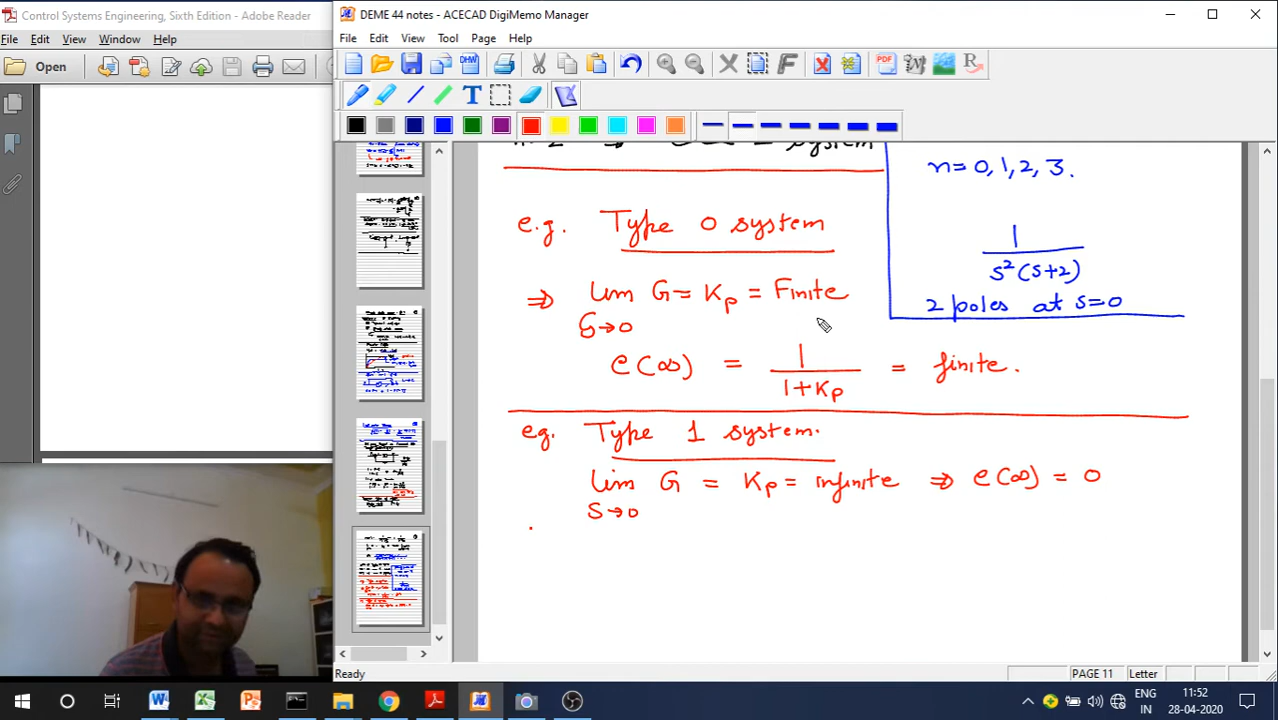 Control Systems Engineering, Sixth Edition - Adobe Reader
File Edit View Window Help
Open
DEME 44 notes - ACECAD DigiMemo Manager
File Edit View Tool Page Help
system
n = 0, 1, 2, 3.
1
s²(s+2)
2 poles at s=0
e.g. Type 0 system
⇒ lim G = Kp = Finite
S→0
e(∞) = 1/(1+Kp) = finite.
eg. Type 1 system.
lim G = Kp = infinite ⇒ e(∞) = 0
S→0
Ready
PAGE 11 Letter
ENG 11:52
IN 28-04-2020